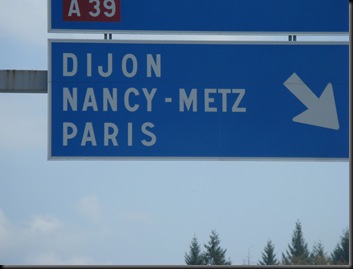 A 39
DIJON
NANCY-METZ
PARIS